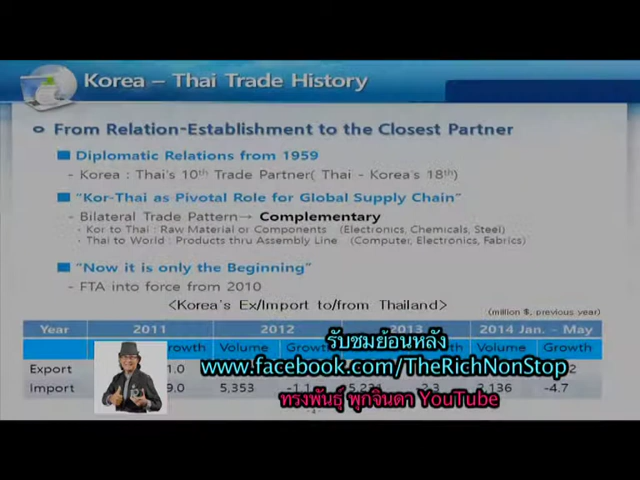 Korea – Thai Trade History
From Relation-Establishment to the Closest Partner
Diplomatic Relations from 1959
- Korea : Thai's 10th Trade Partner( Thai - Korea's 18th)
"Kor-Thai as Pivotal Role for Global Supply Chain"
- Bilateral Trade Pattern→ Complementary
· Kor to Thai : Raw Material or Components (Electronics, Chemicals, Steel)
· Thai to World : Products thru Assembly Line (Computer, Electronics, Fabrics)
"Now it is only the Beginning"
- FTA into force from 2010
<Korea's Ex/Import to/from Thailand>
(million $, previous year)
Year 2011 2012 2013 2014 Jan. - May
รับชมย้อนหลัง
Volume Volume Growth
www.facebook.com/TheRichNonStop
Export
Import 5,353 -4.7
ทรงพันธุ์ พุกจินดา YouTube